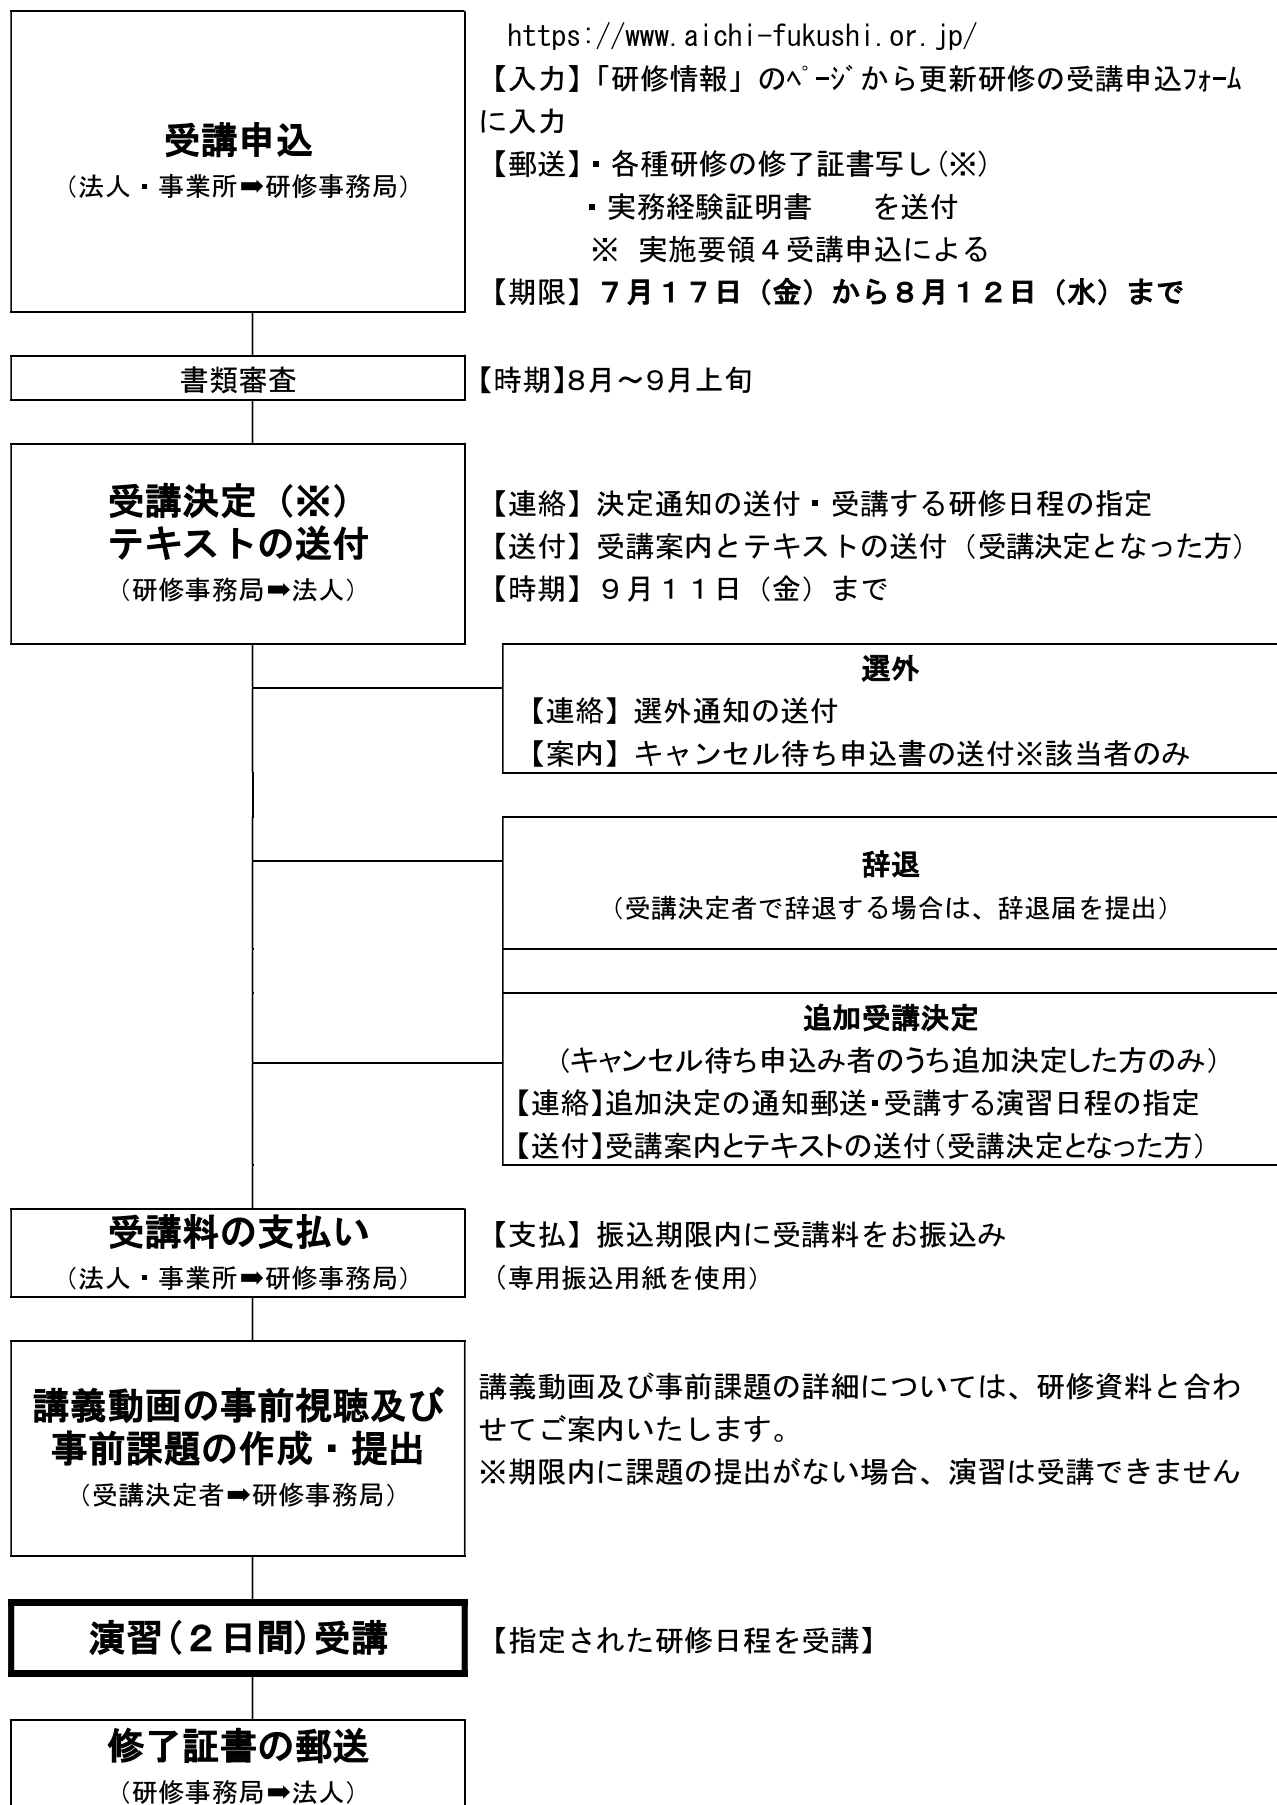 https://www.aichi-fukushi.or.jp/
【入力】「研修情報」のﾍﾟｰｼﾞから更新研修の受講申込ﾌｫｰﾑ
に入力
受講申込
(法人・事業所➡研修事務局)
【郵送】・各種研修の修了証書写し(※)
・実務経験証明書　　を送付
※ 実施要領４受講申込による
【期限】７月１７日（金）から８月１２日（水）まで
書類審査
【時期】８月～９月上旬
受講決定（※）
テキストの送付
（研修事務局➡法人）
【連絡】決定通知の送付・受講する研修日程の指定
【送付】受講案内とテキストの送付（受講決定となった方）
【時期】９月１１日（金）まで
選外
【連絡】選外通知の送付
【案内】キャンセル待ち申込書の送付※該当者のみ
辞退
（受講決定者で辞退する場合は、辞退届を提出）
追加受講決定
（キャンセル待ち申込み者のうち追加決定した方のみ）
【連絡】追加決定の通知郵送・受講する演習日程の指定
【送付】受講案内とテキストの送付（受講決定となった方）
受講料の支払い
（法人・事業所➡研修事務局）
【支払】振込期限内に受講料をお振込み
（専用振込用紙を使用）
講義動画の事前視聴及び
事前課題の作成・提出
（受講決定者➡研修事務局）
講義動画及び事前課題の詳細については、研修資料と合わ
せてご案内いたします。
※期限内に課題の提出がない場合、演習は受講できません
演習（２日間）受講
【指定された研修日程を受講】
修了証書の郵送
（研修事務局➡法人）